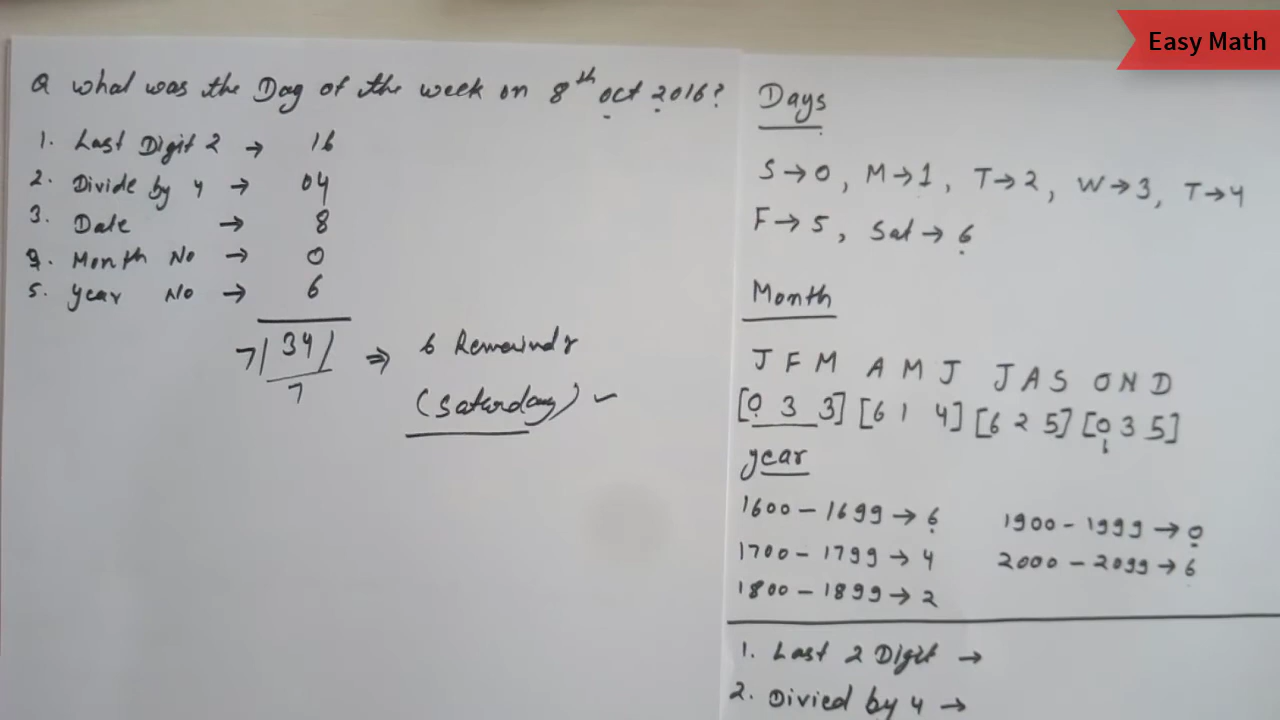 Easy Math
Q what was the Day of the week on 8th oct 2016?
1. Last Digit 2 → 16
2. Divide by 4 → 04
3. Date → 8
4. Month No → 0
5. year No → 6
7/34/ ⇒ 6 Remaindr
7
(Saturday) ✓
Days
S→0, M→1, T→2, W→3, T→4
F→5, Sat→6
Month
J F M A M J J A S O N D
[0 3 3] [6 1 4] [6 2 5] [0 3 5]
year
1600 - 1699 → 6 1900 - 1999 → 0
1700 - 1799 → 4 2000 - 2099 → 6
1800 - 1899 → 2
1. Last 2 Digit →
2. Divied by 4 →